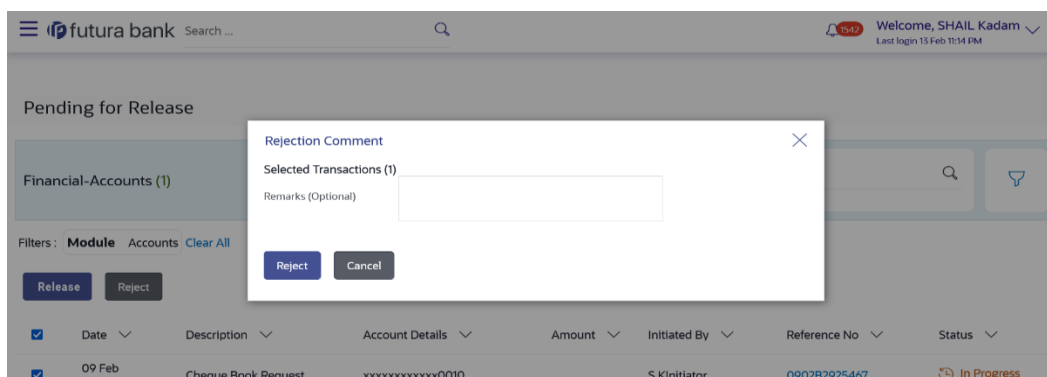 futura bank Search ... 1542 Welcome, SHAIL Kadam
Last login 13 Feb 11:14 PM
Pending for Release
Rejection Comment
Selected Transactions (1)
Financial-Accounts (1)
Remarks (Optional)
Filters : Module Accounts Clear All
Reject Cancel
Release Reject
Date Description Account Details Amount Initiated By Reference No Status
09 Feb
Cheque Book Request xxxxxxxxxxxx0010 S KInitiator 0902B2925467 In Progress